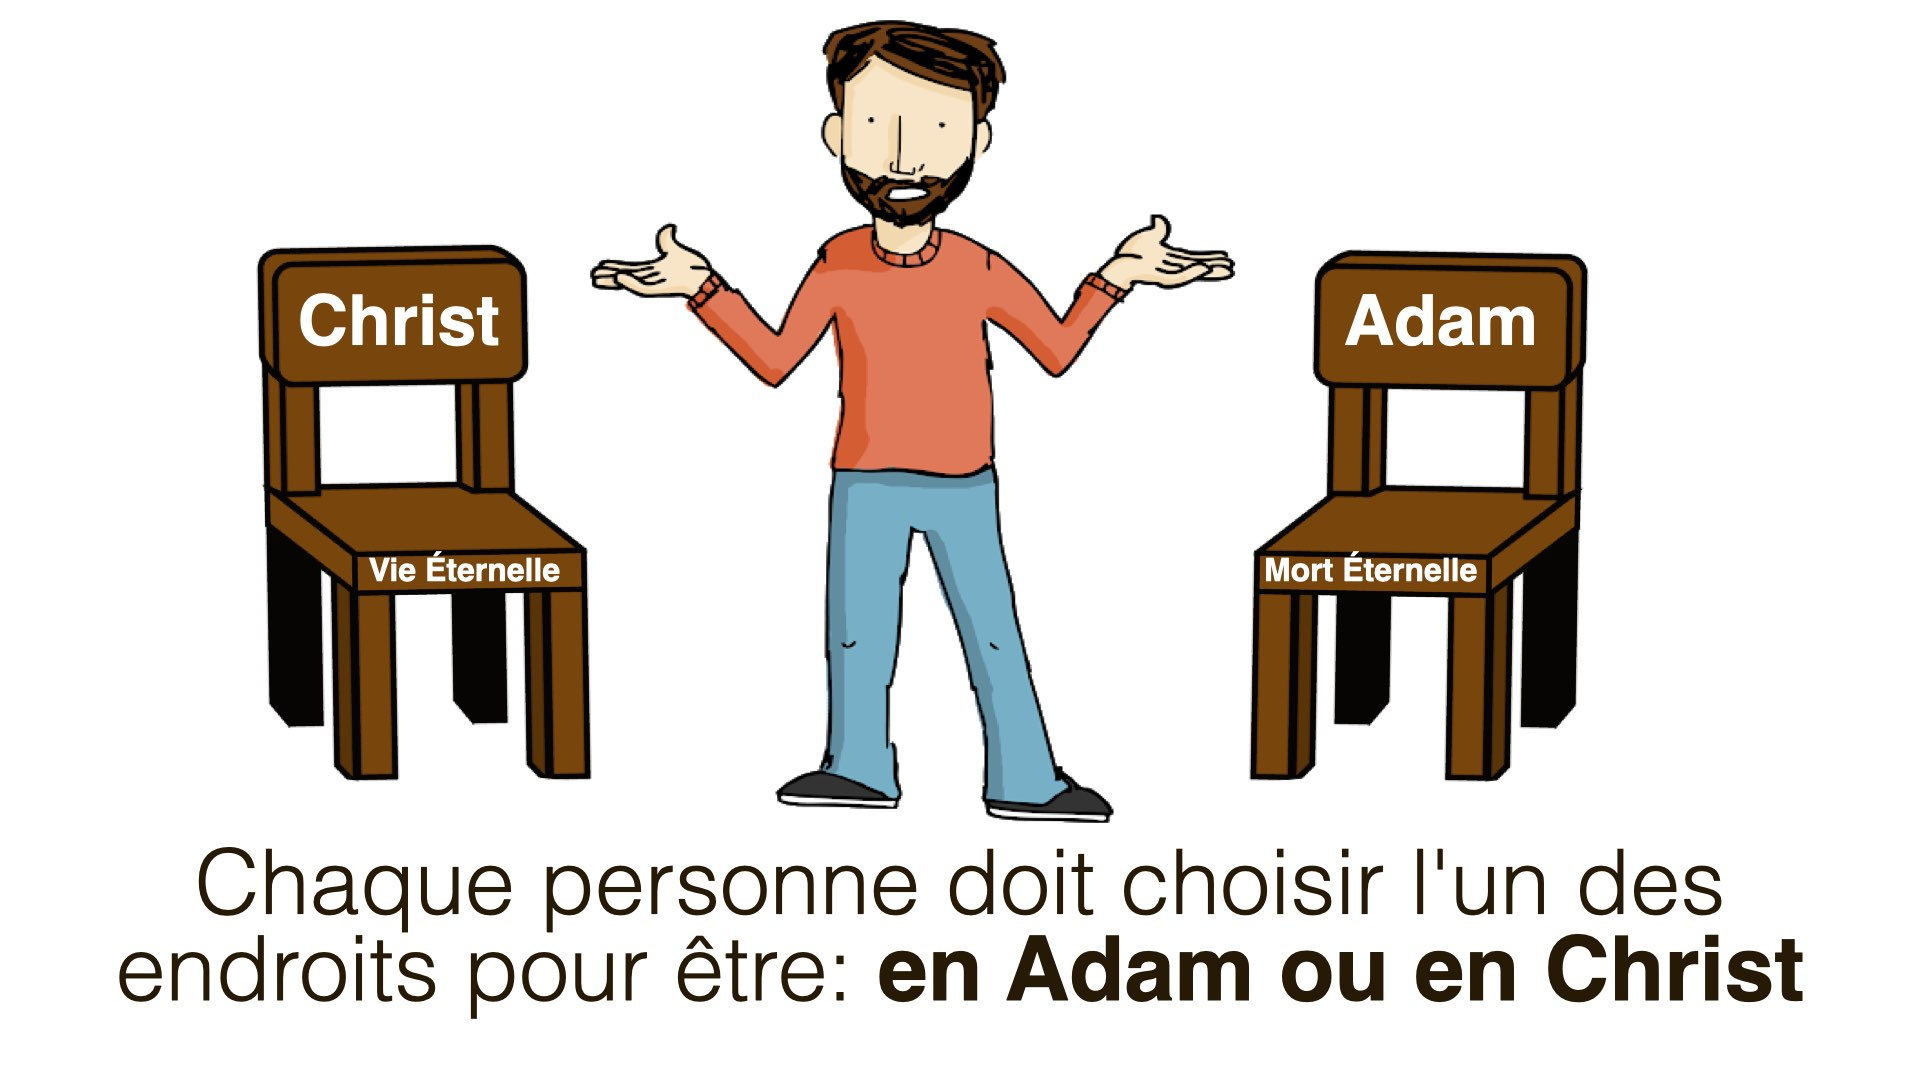 Christ
Adam
Vie Éternelle
Mort Éternelle
Chaque personne doit choisir l'un des
endroits pour être: en Adam ou en Christ